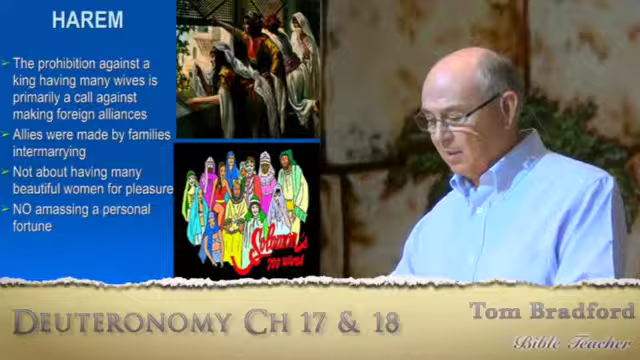 HAREM
The prohibition against a
king having many wives is
primarily a call against
making foreign alliances
Allies were made by families
intermarrying
Not about having many
beautiful women for pleasure
NO amassing a personal
fortune
Solomon's
700 wives
DEUTERONOMY CH 17 & 18
Tom Bradford
Bible Teacher